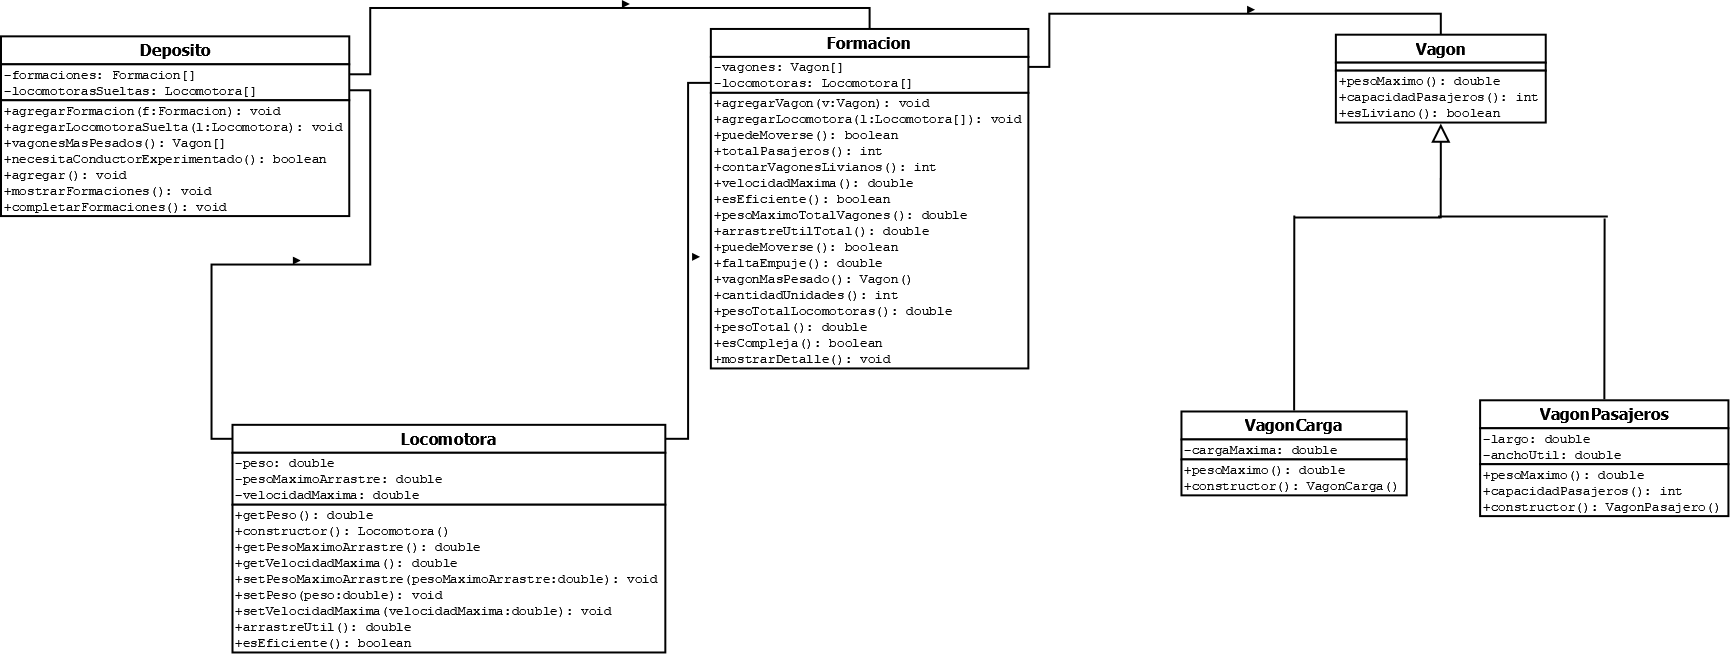 Deposito
-formaciones: Formacion[]
-locomotorasSueltas: Locomotora[]
+agregarFormacion(f:Formacion): void
+agregarLocomotoraSuelta(l:Locomotora): void
+vagonesMasPesados(): Vagon[]
+necesitaConductorExperimentado(): boolean
+agregar(): void
+mostrarFormaciones(): void
+completarFormaciones(): void
Formacion
-vagones: Vagon[]
-locomotoras: Locomotora[]
+agregarVagon(v:Vagon): void
+agregarLocomotora(l:Locomotora[]): void
+puedeMoverse(): boolean
+totalPasajeros(): int
+contarVagonesLivianos(): int
+velocidadMaxima(): double
+esEficiente(): boolean
+pesoMaximoTotalVagones(): double
+arrastreUtilTotal(): double
+puedeMoverse(): boolean
+faltaEmpuje(): double
+vagonMasPesado(): Vagon()
+cantidadUnidades(): int
+pesoTotalLocomotoras(): double
+pesoTotal(): double
+esCompleja(): boolean
+mostrarDetalle(): void
Vagon
+pesoMaximo(): double
+capacidadPasajeros(): int
+esLiviano(): boolean
Locomotora
-peso: double
-pesoMaximoArrastre: double
-velocidadMaxima: double
+getPeso(): double
+constructor(): Locomotora()
+getPesoMaximoArrastre(): double
+getVelocidadMaxima(): double
+setPesoMaximoArrastre(pesoMaximoArrastre:double): void
+setPeso(peso:double): void
+setVelocidadMaxima(velocidadMaxima:double): void
+arrastreUtil(): double
+esEficiente(): boolean
VagonCarga
-cargaMaxima: double
+pesoMaximo(): double
+constructor(): VagonCarga()
VagonPasajeros
-largo: double
-anchoUtil: double
+pesoMaximo(): double
+capacidadPasajeros(): int
+constructor(): VagonPasajero()